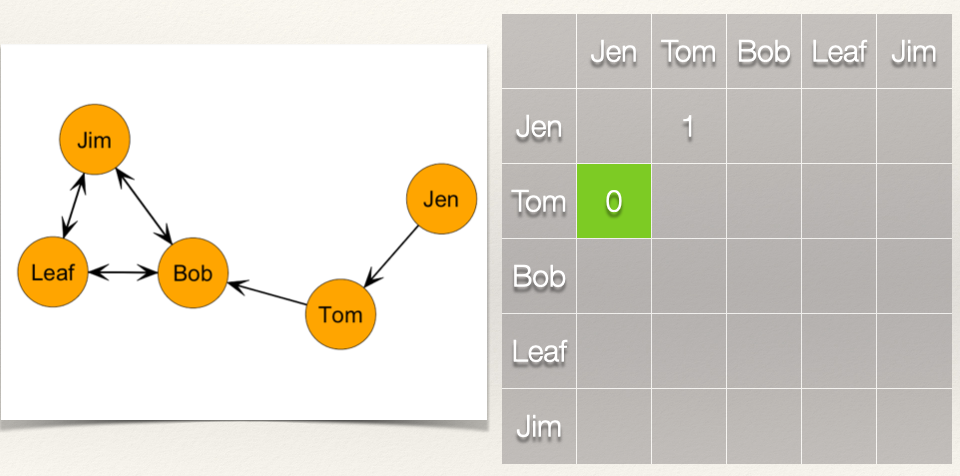 Jim
Jen
Leaf
Bob
Tom
Jen Tom Bob Leaf Jim
Jen 1
Tom 0
Bob
Leaf
Jim